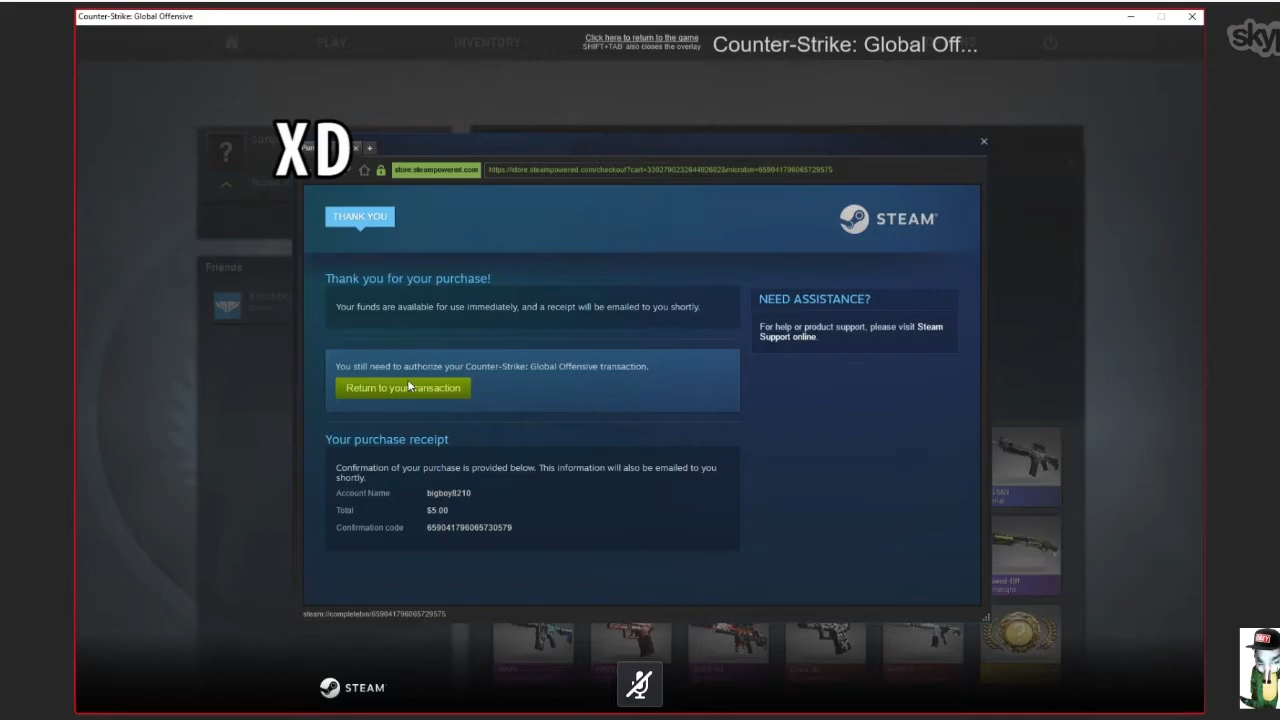 Counter-Strike: Global Offensive
PLAY
INVENTORY
Click here to return to the game
SHIFT+TAB also closes the overlay
Counter-Strike: Global Off...
XD
store.steampowered.com
THANK YOU
STEAM
Thank you for your purchase!
Your funds are available for use immediately, and a receipt will be emailed to you shortly.
NEED ASSISTANCE?
For help or product support, please visit Steam
Support online.
Friends
You still need to authorize your Counter-Strike: Global Offensive transaction.
Return to your transaction
Your purchase receipt
Confirmation of your purchase is provided below. This information will also be emailed to you
shortly.
Account Name bigboy8210
Total $5.00
Confirmation code 659041796065730579
steam://completetxn/659041796065729575
STEAM